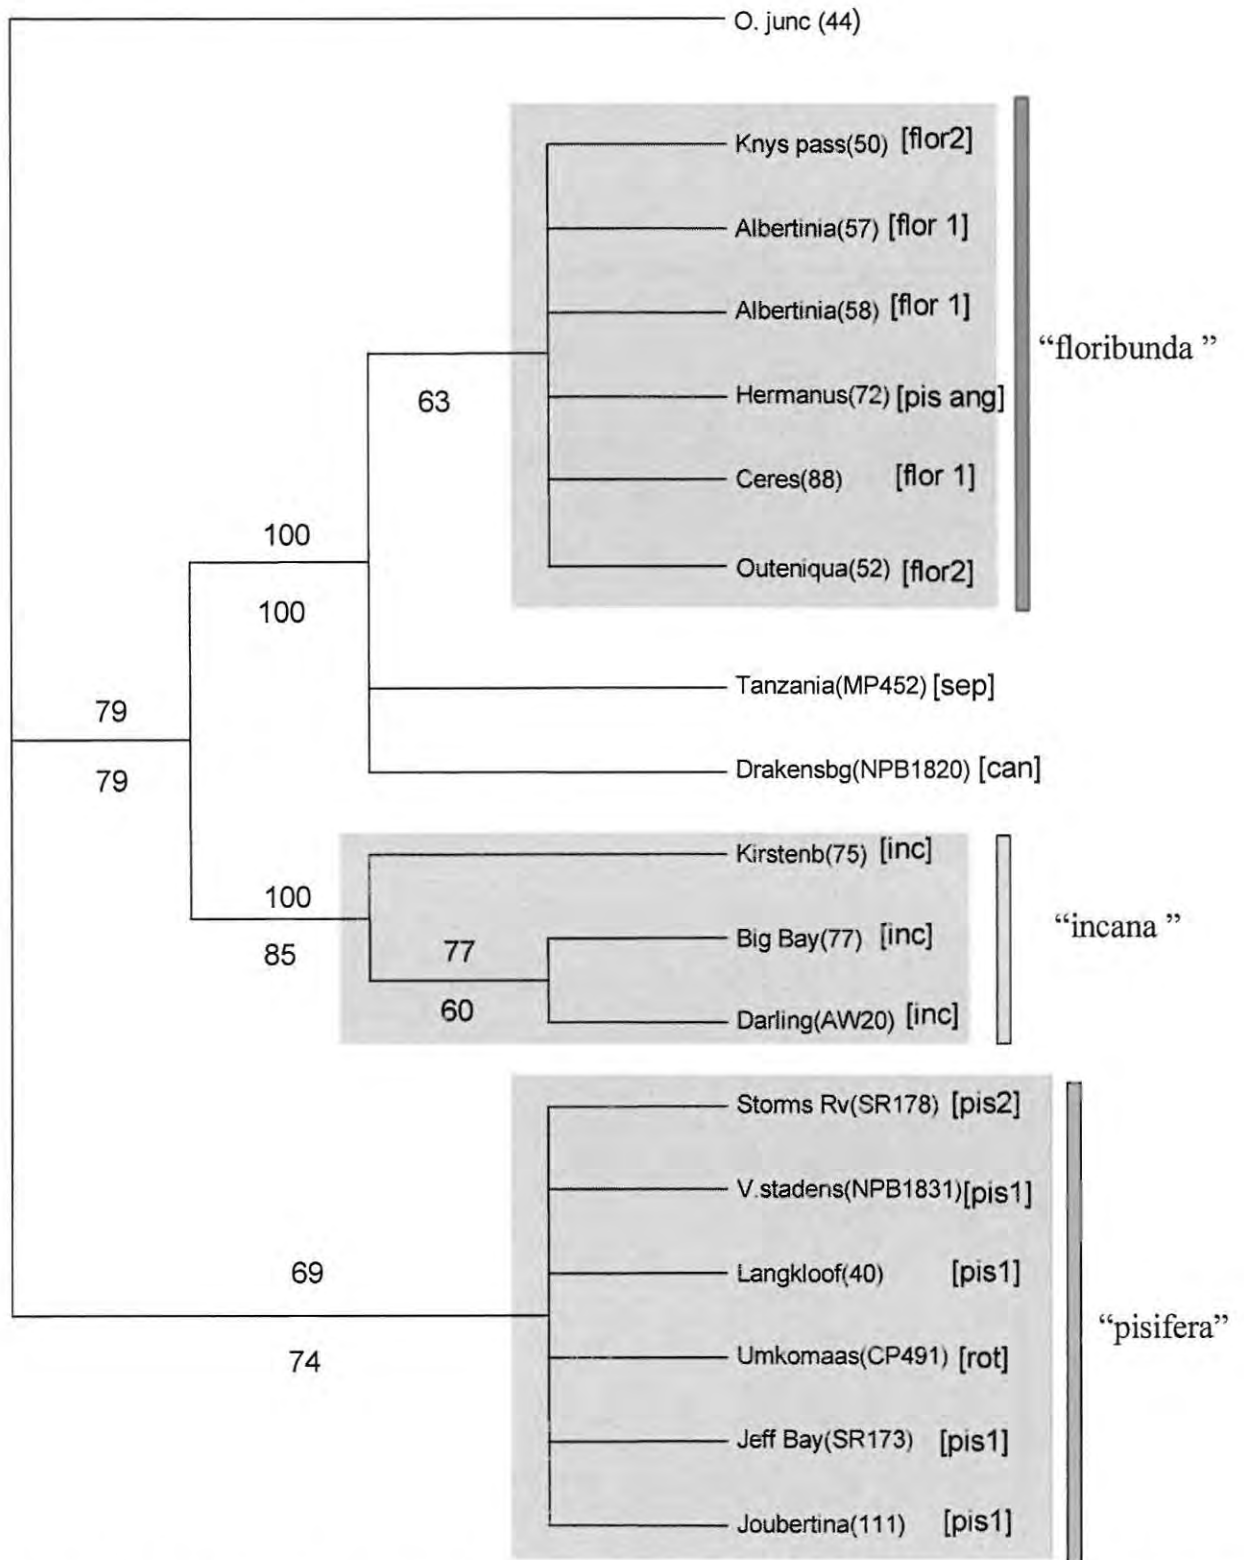 O. junc (44)
Knys pass(50) [flor2]
Albertinia(57) [flor 1]
Albertinia(58) [flor 1]
“floribunda ”
Hermanus(72) [pis ang]
63
Ceres(88) [flor 1]
100
Outeniqua(52) [flor2]
100
Tanzania(MP452) [sep]
79
Drakensbg(NPB1820) [can]
79
Kirstenb(75) [inc]
100
“incana ”
Big Bay(77) [inc]
77
85
60
Darling(AW20) [inc]
Storms Rv(SR178) [pis2]
V.stadens(NPB1831)[pis1]
69
Langkloof(40) [pis1]
“pisifera”
74
Umkomaas(CP491) [rot]
Jeff Bay(SR173) [pis1]
Joubertina(111) [pis1]